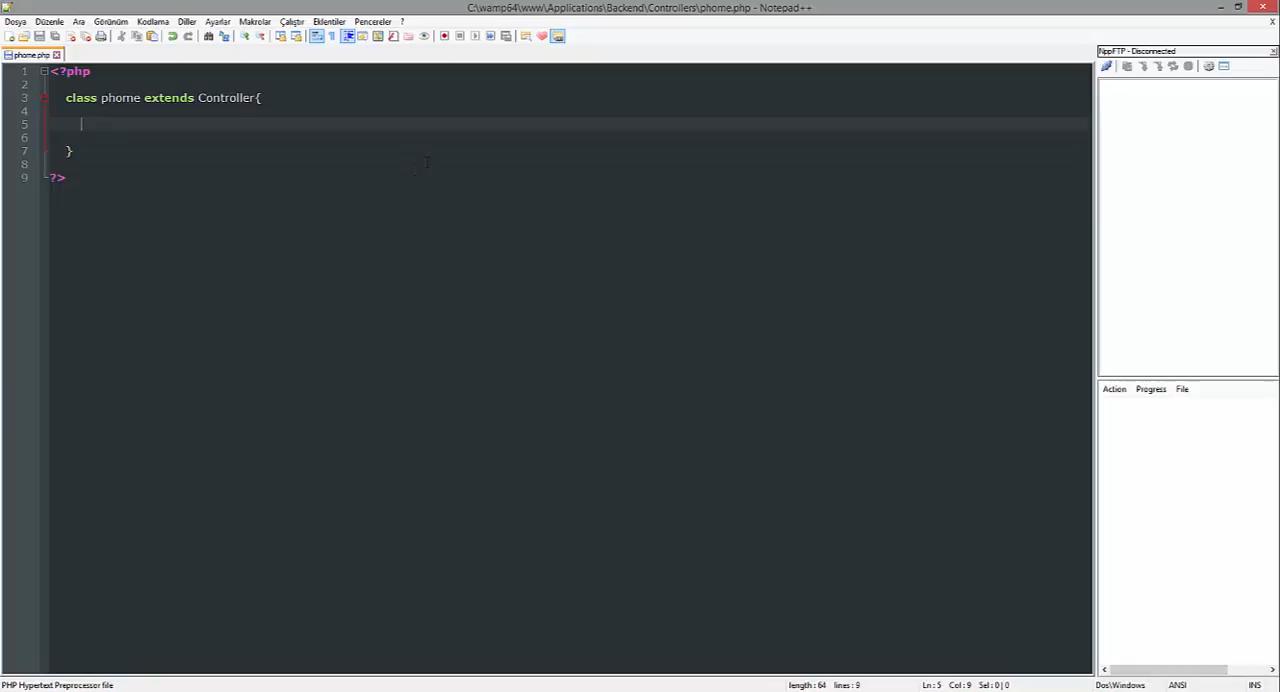 C:\wamp64\www\Applications\Backend\Controllers\phome.php - Notepad++
Dosya Düzenle Ara Görünüm Kodlama Diller Ayarlar Makrolar Çalıştır Eklentiler Pencereler ? X
phome.php
NppFTP - Disconnected
1 <?php
2
3 class phome extends Controller{
4
5
6
7 }
8
9 ?>
Action Progress File
PHP Hypertext Preprocessor file length : 64 lines : 9 Ln : 5 Col : 9 Sel : 0 | 0 Dos\Windows ANSI INS